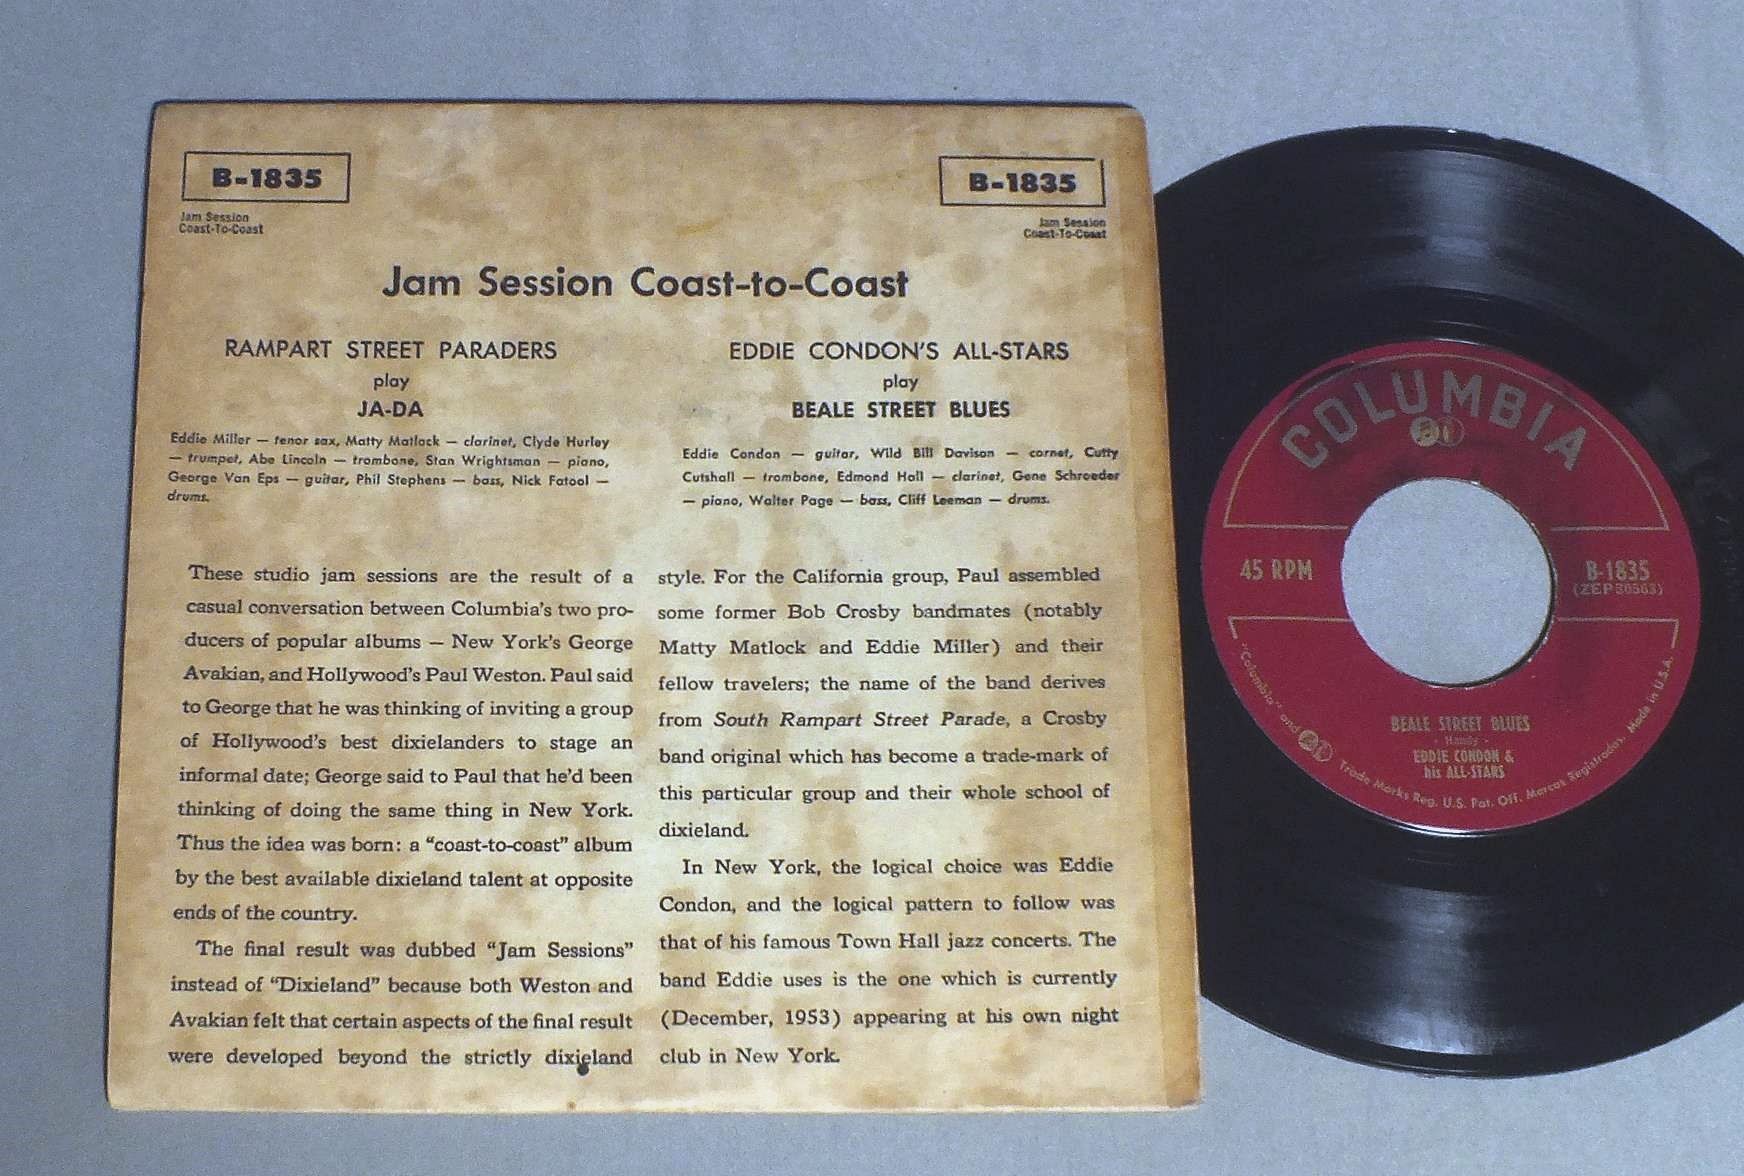 B-1835
Jam Session
Coast-To-Coast
B-1835
Jam Session
Coast-To-Coast
Jam Session Coast-to-Coast
RAMPART STREET PARADERS
play
JA-DA
Eddie Miller — tenor sax, Matty Matlock — clarinet, Clyde Hurley
— trumpet, Abe Lincoln — trombone, Stan Wrightsman — piano,
George Van Eps — guitar, Phil Stephens — bass, Nick Fatool —
drums.
EDDIE CONDON'S ALL-STARS
play
BEALE STREET BLUES
Eddie Condon — guitar, Wild Bill Davison — cornet, Cutty
Cutshall — trombone, Edmond Hall — clarinet, Gene Schroeder
— piano, Walter Page — bass, Cliff Leeman — drums.
These studio jam sessions are the result of a
casual conversation between Columbia's two pro-
ducers of popular albums — New York's George
Avakian, and Hollywood's Paul Weston. Paul said
to George that he was thinking of inviting a group
of Hollywood's best dixielanders to stage an
informal date; George said to Paul that he'd been
thinking of doing the same thing in New York.
Thus the idea was born: a “coast-to-coast” album
by the best available dixieland talent at opposite
ends of the country.
The final result was dubbed “Jam Sessions”
instead of “Dixieland” because both Weston and
Avakian felt that certain aspects of the final result
were developed beyond the strictly dixieland
style. For the California group, Paul assembled
some former Bob Crosby bandmates (notably
Matty Matlock and Eddie Miller) and their
fellow travelers; the name of the band derives
from South Rampart Street Parade, a Crosby
band original which has become a trade-mark of
this particular group and their whole school of
dixieland.
In New York, the logical choice was Eddie
Condon, and the logical pattern to follow was
that of his famous Town Hall jazz concerts. The
band Eddie uses is the one which is currently
(December, 1953) appearing at his own night
club in New York.
COLUMBIA
45 RPM
B-1835
(ZEP36563)
BEALE STREET BLUES
- Handy -
EDDIE CONDON &
his ALL-STARS
"Columbia" and Trade Marks Reg. U.S. Pat. Off. Marcas Registradas. Made in U.S.A.